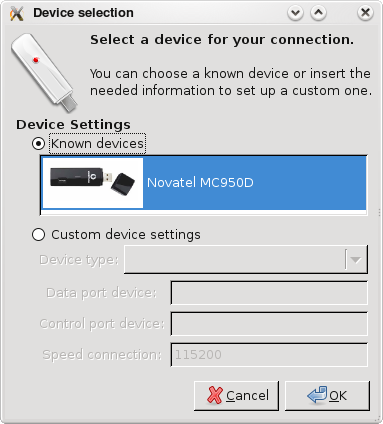 Device selection
Select a device for your connection.
You can choose a known device or insert the
needed information to set up a custom one.
Device Settings
Known devices
Novatel MC950D
Custom device settings
Device type:
Data port device:
Control port device:
Speed connection: 115200
Cancel OK